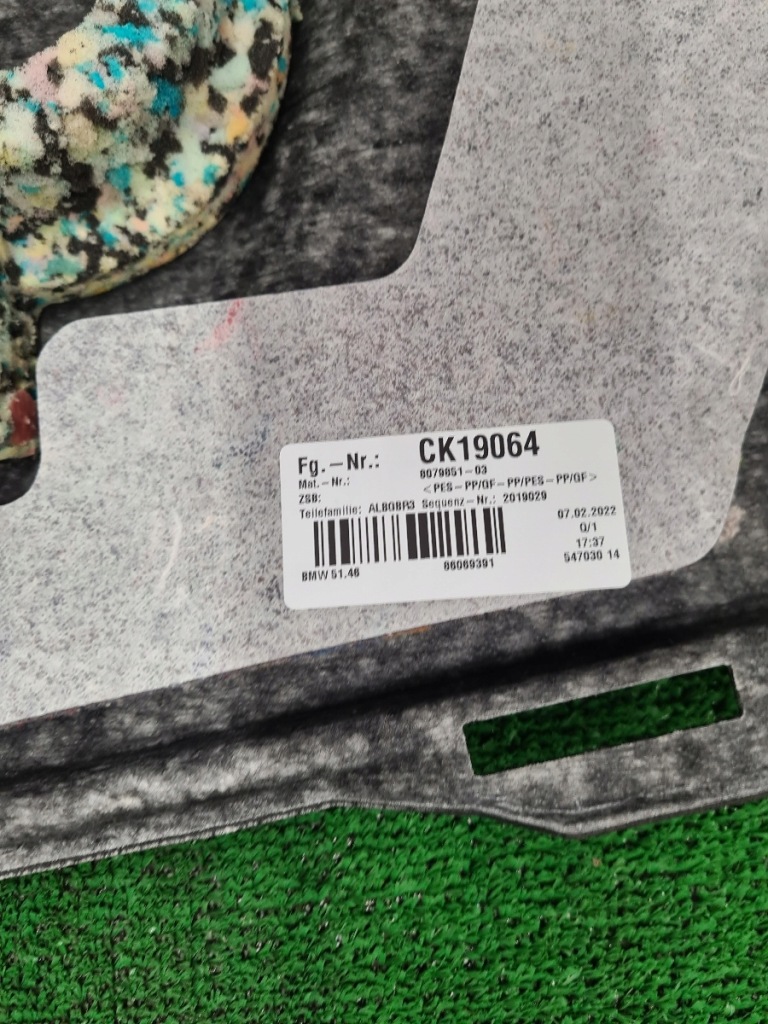 Fg.-Nr.: CK19064
Mat.-Nr.: 8079851-03
ZSB: <PES-PP/GF-PP/PES-PP/GF>
Teilefamilie: ALBOBP3 Sequenz-Nr.: 2019029
07.02.2022
0/1
17:37
547030 14
BMW 51.46 86069391